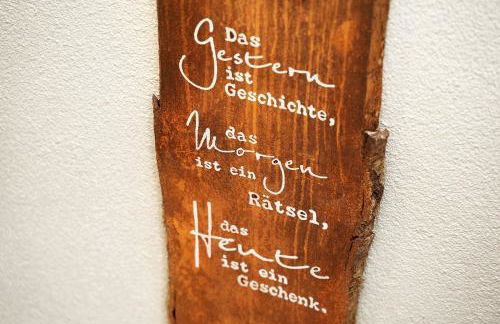 Das
Gestern
ist
Geschichte,
das
Morgen
ist ein
Rätsel,
das
Heute
ist ein
Geschenk.